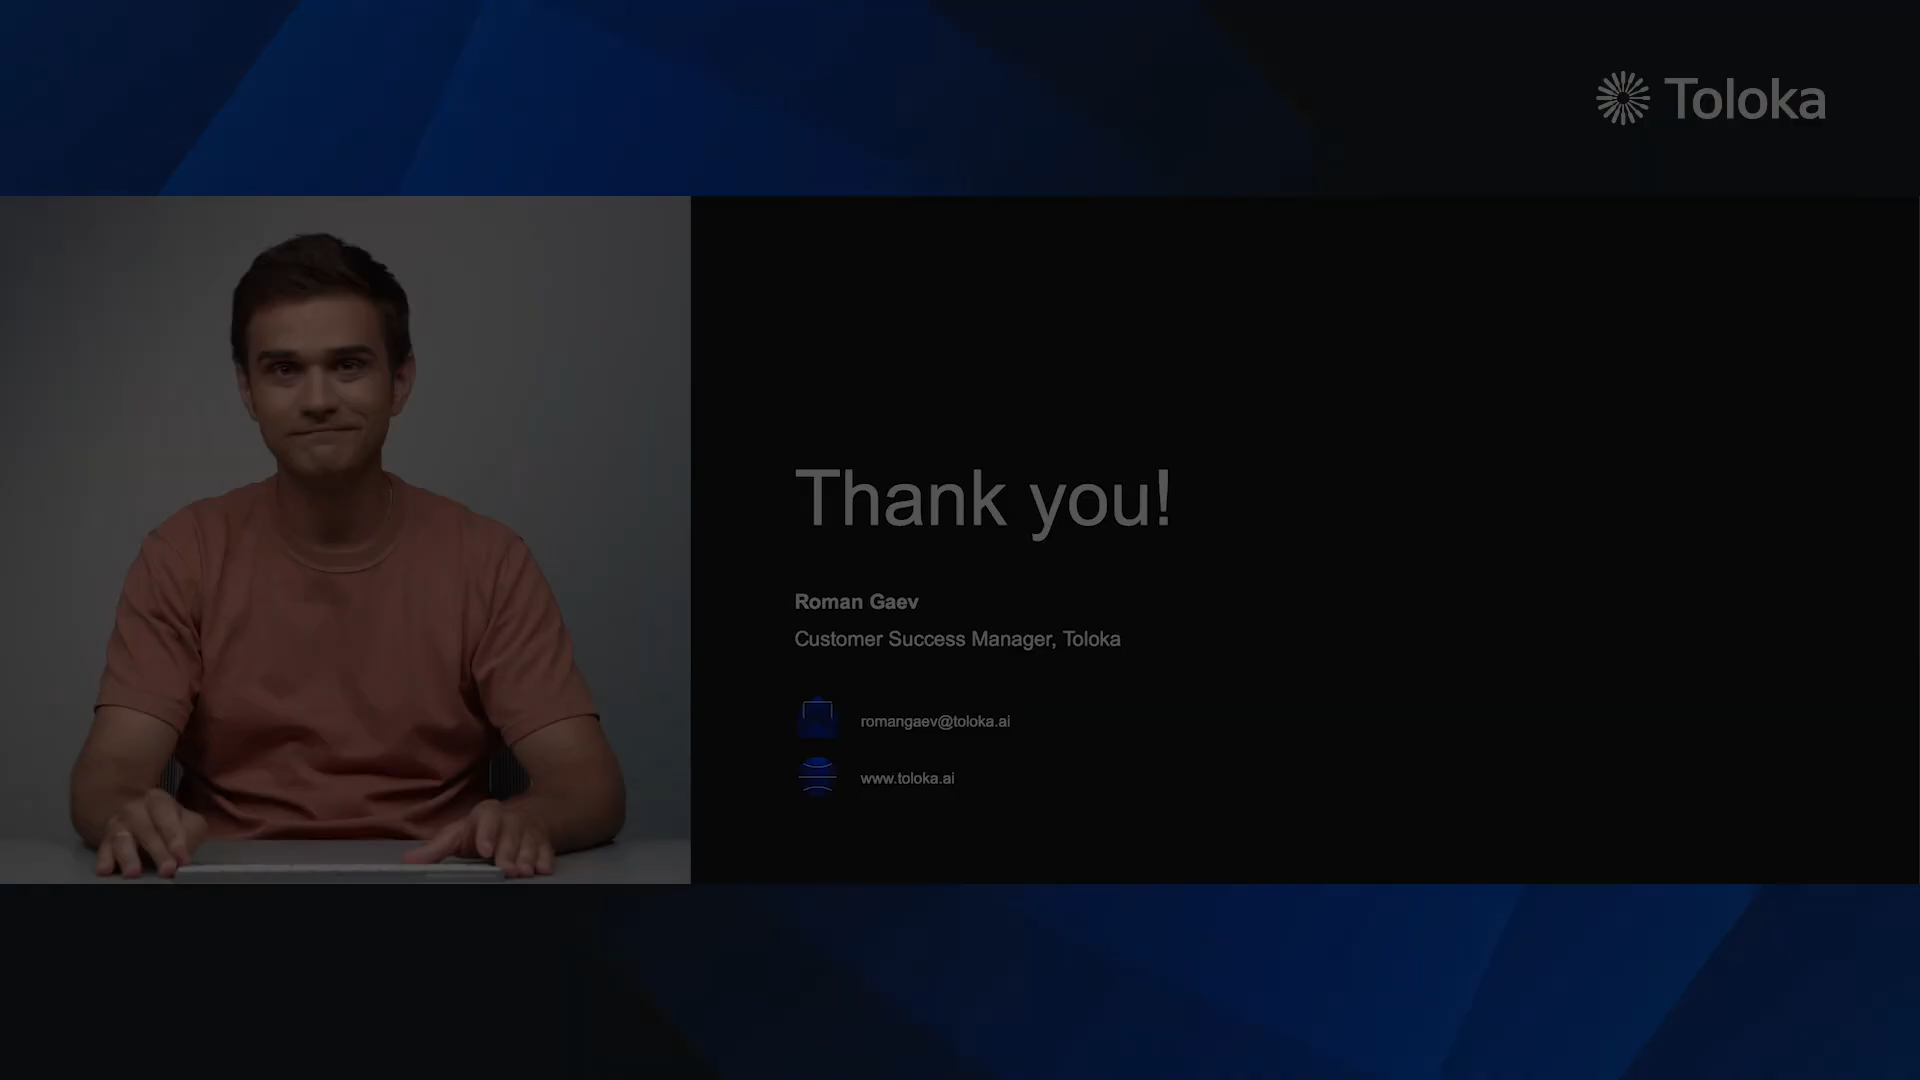 Toloka
Thank you!
Roman Gaev
Customer Success Manager, Toloka
romangaev@toloka.ai
www.toloka.ai